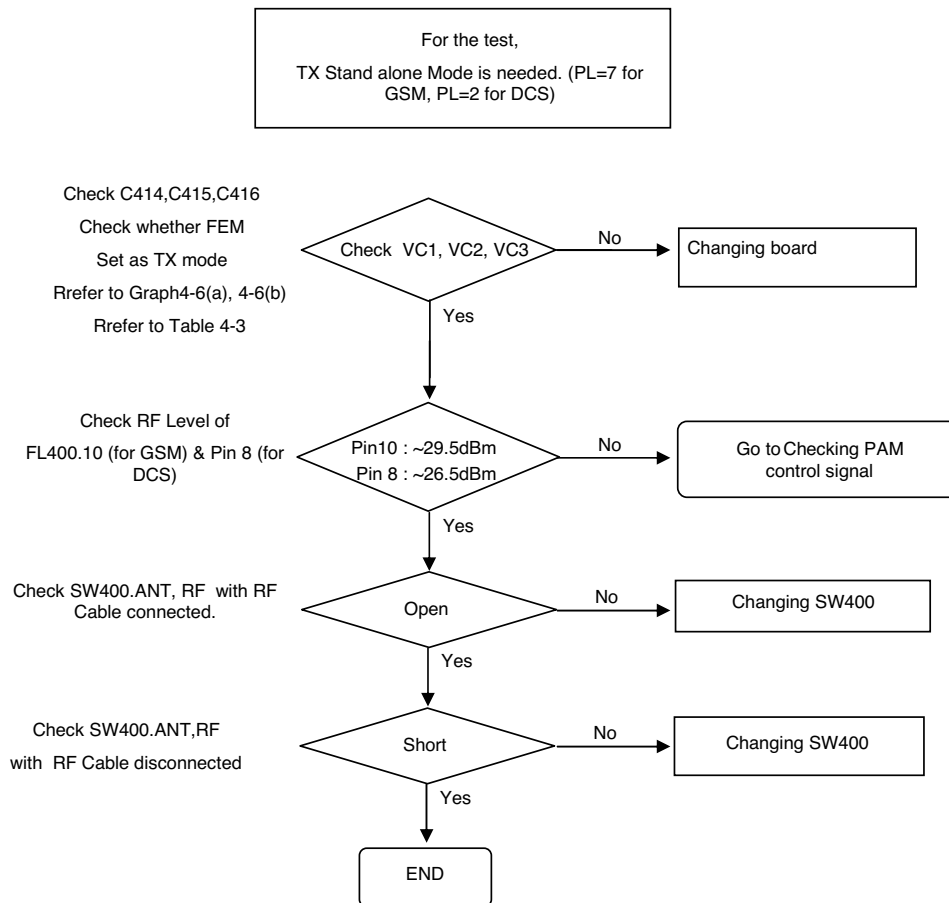 For the test,
TX Stand alone Mode is needed. (PL=7 for
GSM, PL=2 for DCS)
Check C414,C415,C416
Check whether FEM
Set as TX mode
Rrefer to Graph4-6(a), 4-6(b)
Rrefer to Table 4-3
Check VC1, VC2, VC3
No
Changing board
Yes
Check RF Level of
FL400.10 (for GSM) & Pin 8 (for
DCS)
Pin10 : ~29.5dBm
Pin 8 : ~26.5dBm
No
Go to Checking PAM
control signal
Yes
Check SW400.ANT, RF with RF
Cable connected.
Open
No
Changing SW400
Yes
Check SW400.ANT,RF
with RF Cable disconnected
Short
No
Changing SW400
Yes
END